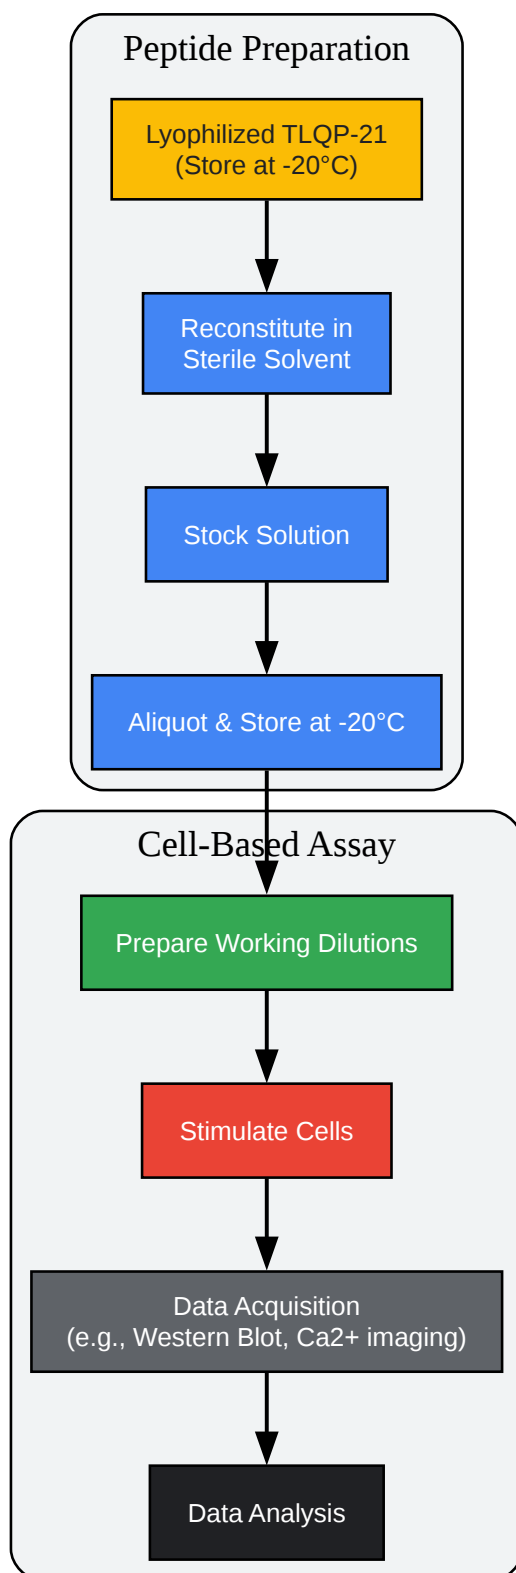 Peptide Preparation
Lyophilized TLQP-21
(Store at -20°C)
Reconstitute in
Sterile Solvent
Stock Solution
Aliquot & Store at -20°C
Cell-Based Assay
Prepare Working Dilutions
Stimulate Cells
Data Acquisition
(e.g., Western Blot, Ca2+ imaging)
Data Analysis